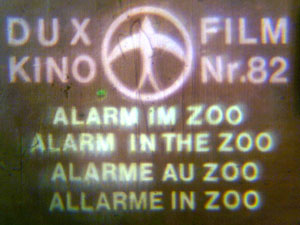 DUX FILM
KINO Nr.82
ALARM IM ZOO
ALARM IN THE ZOO
ALARME AU ZOO
ALLARME IN ZOO